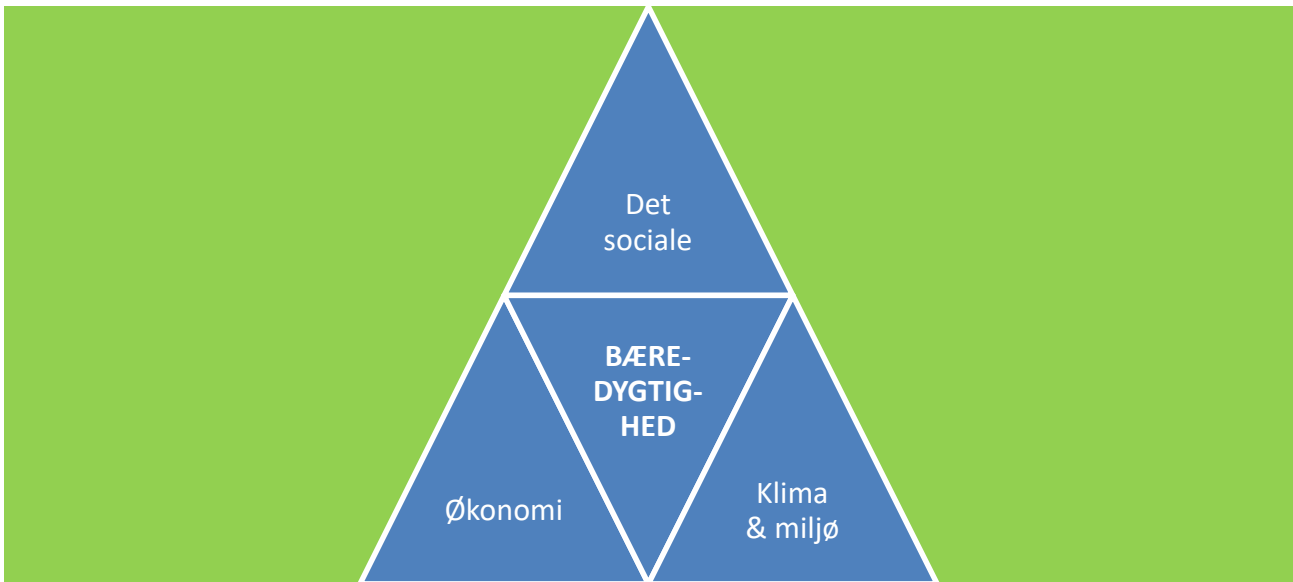 Det
sociale
BÆRE-
DYGTIG-
HED
Økonomi
Klima
& miljø